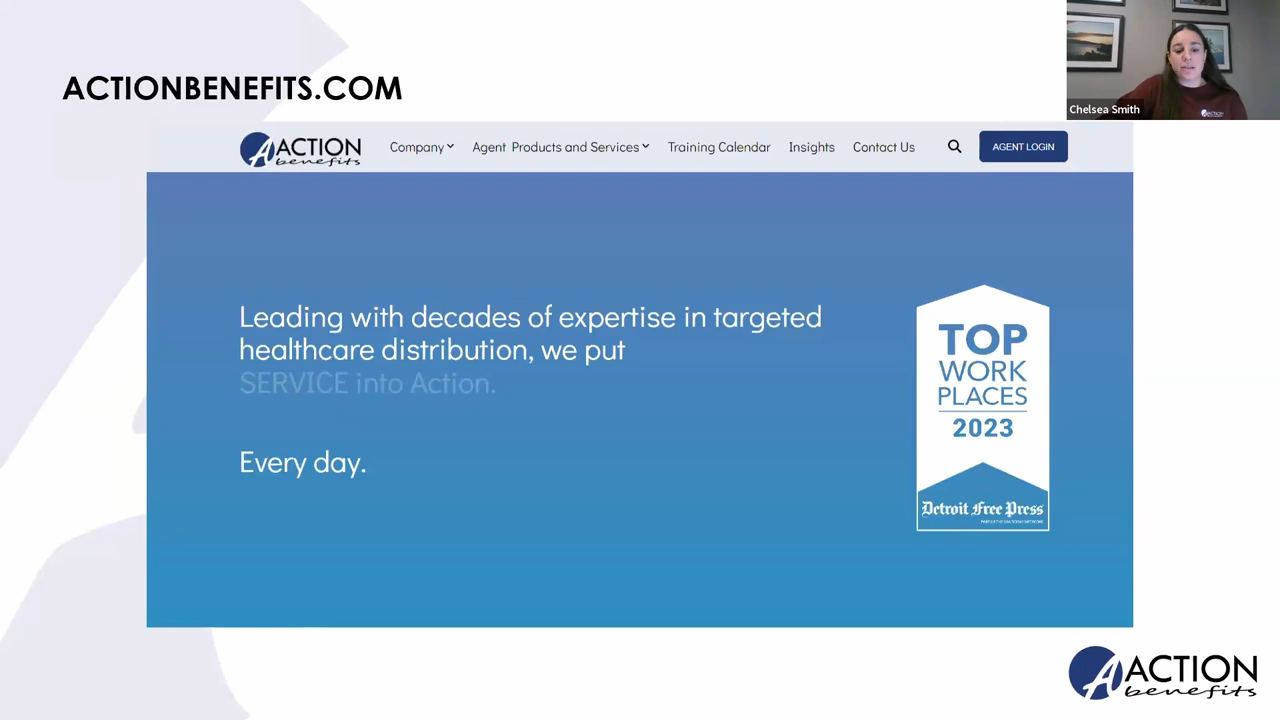 ACTIONBENEFITS.COM
Chelsea Smith
ACTION
benefits
Company
Agent Products and Services
Training Calendar
Insights
Contact Us
AGENT LOGIN
Leading with decades of expertise in targeted
healthcare distribution, we put
SERVICE into Action.
Every day.
TOP
WORK
PLACES
2023
Detroit Free Press
ACTION
benefits